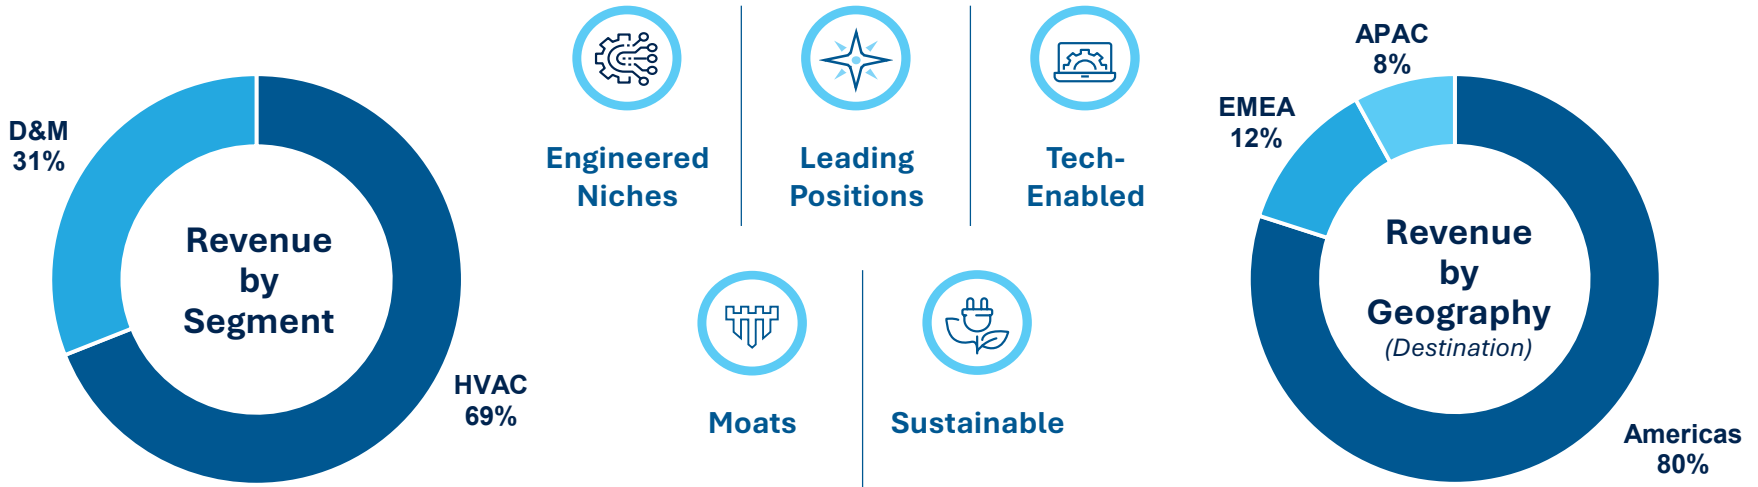 D&M
31%
Revenue
by
Segment
HVAC
69%
Engineered
Niches
Leading
Positions
Tech-
Enabled
Moats
Sustainable
APAC
8%
EMEA
12%
Revenue
by
Geography
(Destination)
Americas
80%